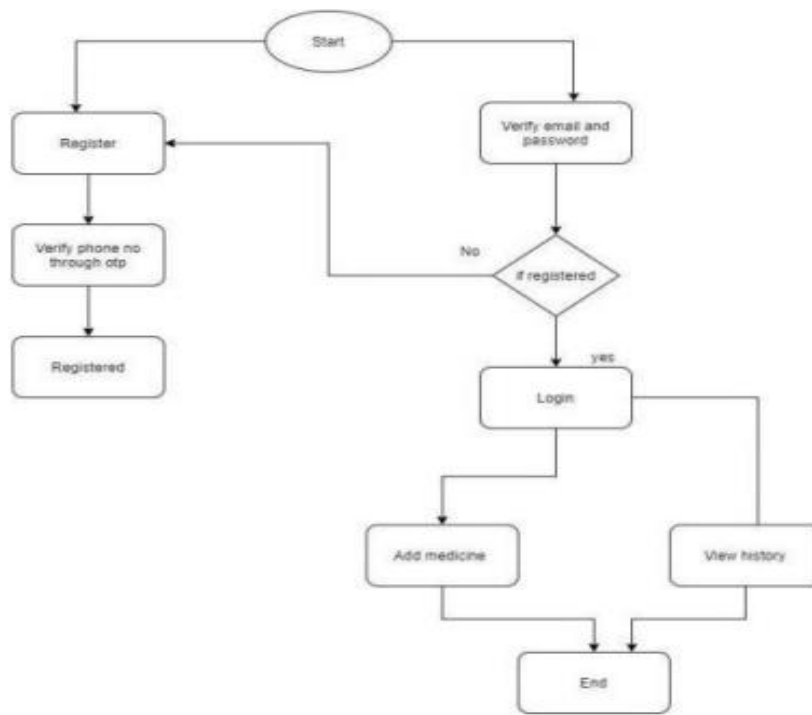 Start
Register
Verify email and
password
Verify phone no
through otp
No
if registered
Registered
yes
Login
Add medicine
View history
End